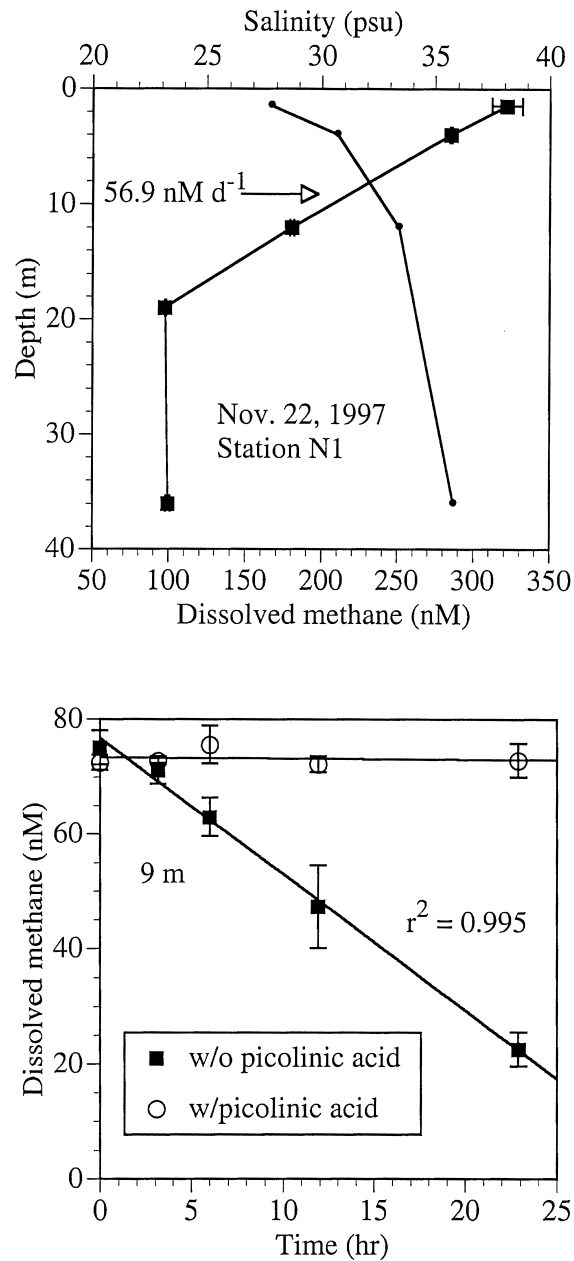 Salinity (psu)
20 25 30 35 40
0
56.9 nM d⁻¹
10
Depth (m)
20
Nov. 22, 1997
Station N1
30
40
50 100 150 200 250 300 350
Dissolved methane (nM)
80
60
9 m
Dissolved methane (nM)
r² = 0.995
40
w/o picolinic acid
20
w/picolinic acid
0
0 5 10 15 20 25
Time (hr)